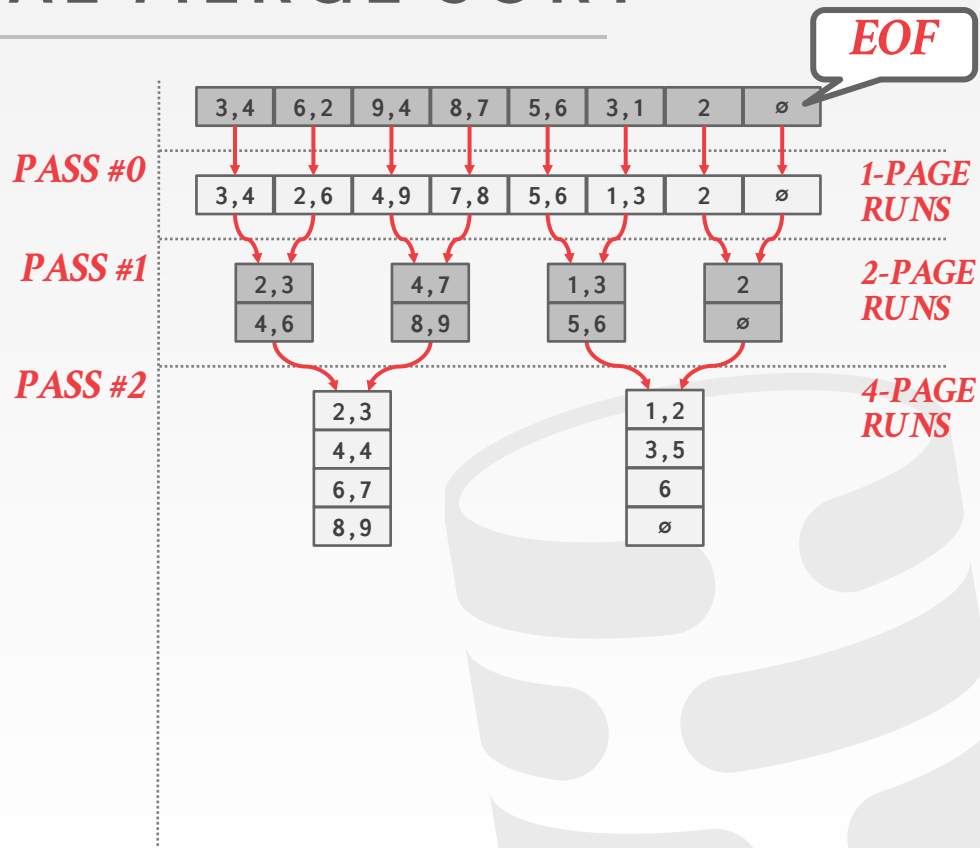 EOF
3,4 6,2 9,4 8,7 5,6 3,1 2 ∅
PASS #0
1-PAGE
RUNS
3,4 2,6 4,9 7,8 5,6 1,3 2 ∅
PASS #1
2-PAGE
RUNS
2,3 4,7 1,3 2
4,6 8,9 5,6 ∅
PASS #2
4-PAGE
RUNS
2,3 1,2
4,4 3,5
6,7 6
8,9 ∅